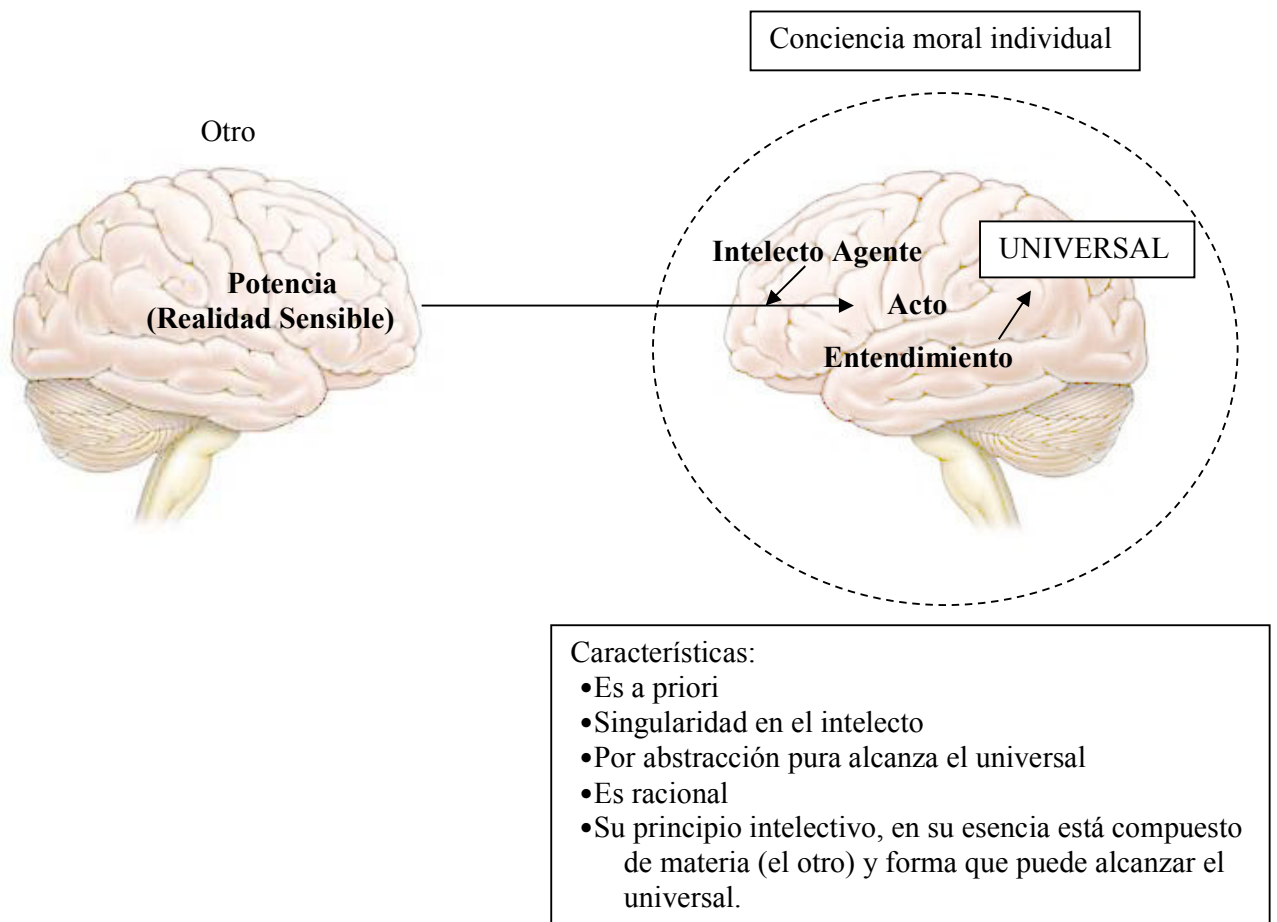 Conciencia moral individual
Otro
Potencia
(Realidad Sensible)
Intelecto Agente
UNIVERSAL
Acto
Entendimiento
Características:
•Es a priori
•Singularidad en el intelecto
•Por abstracción pura alcanza el universal
•Es racional
•Su principio intelectivo, en su esencia está compuesto
de materia (el otro) y forma que puede alcanzar el
universal.